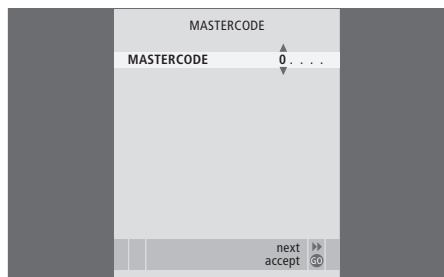 MASTERCODE
MASTERCODE 0 . . . .
next
accept GO